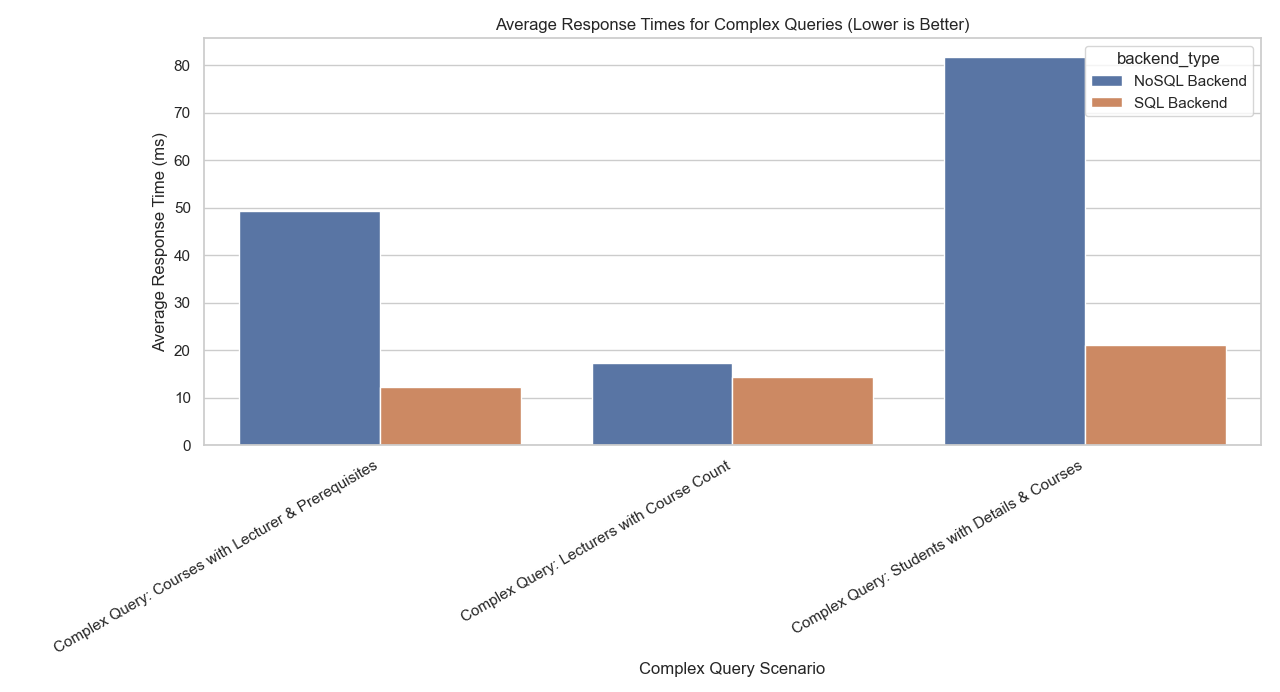 Average Response Times for Complex Queries (Lower is Better)
backend_type
NoSQL Backend
SQL Backend
Average Response Time (ms)
80
70
60
50
40
30
20
10
0
Complex Query: Courses with Lecturer & Prerequisites
Complex Query: Lecturers with Course Count
Complex Query: Students with Details & Courses
Complex Query Scenario